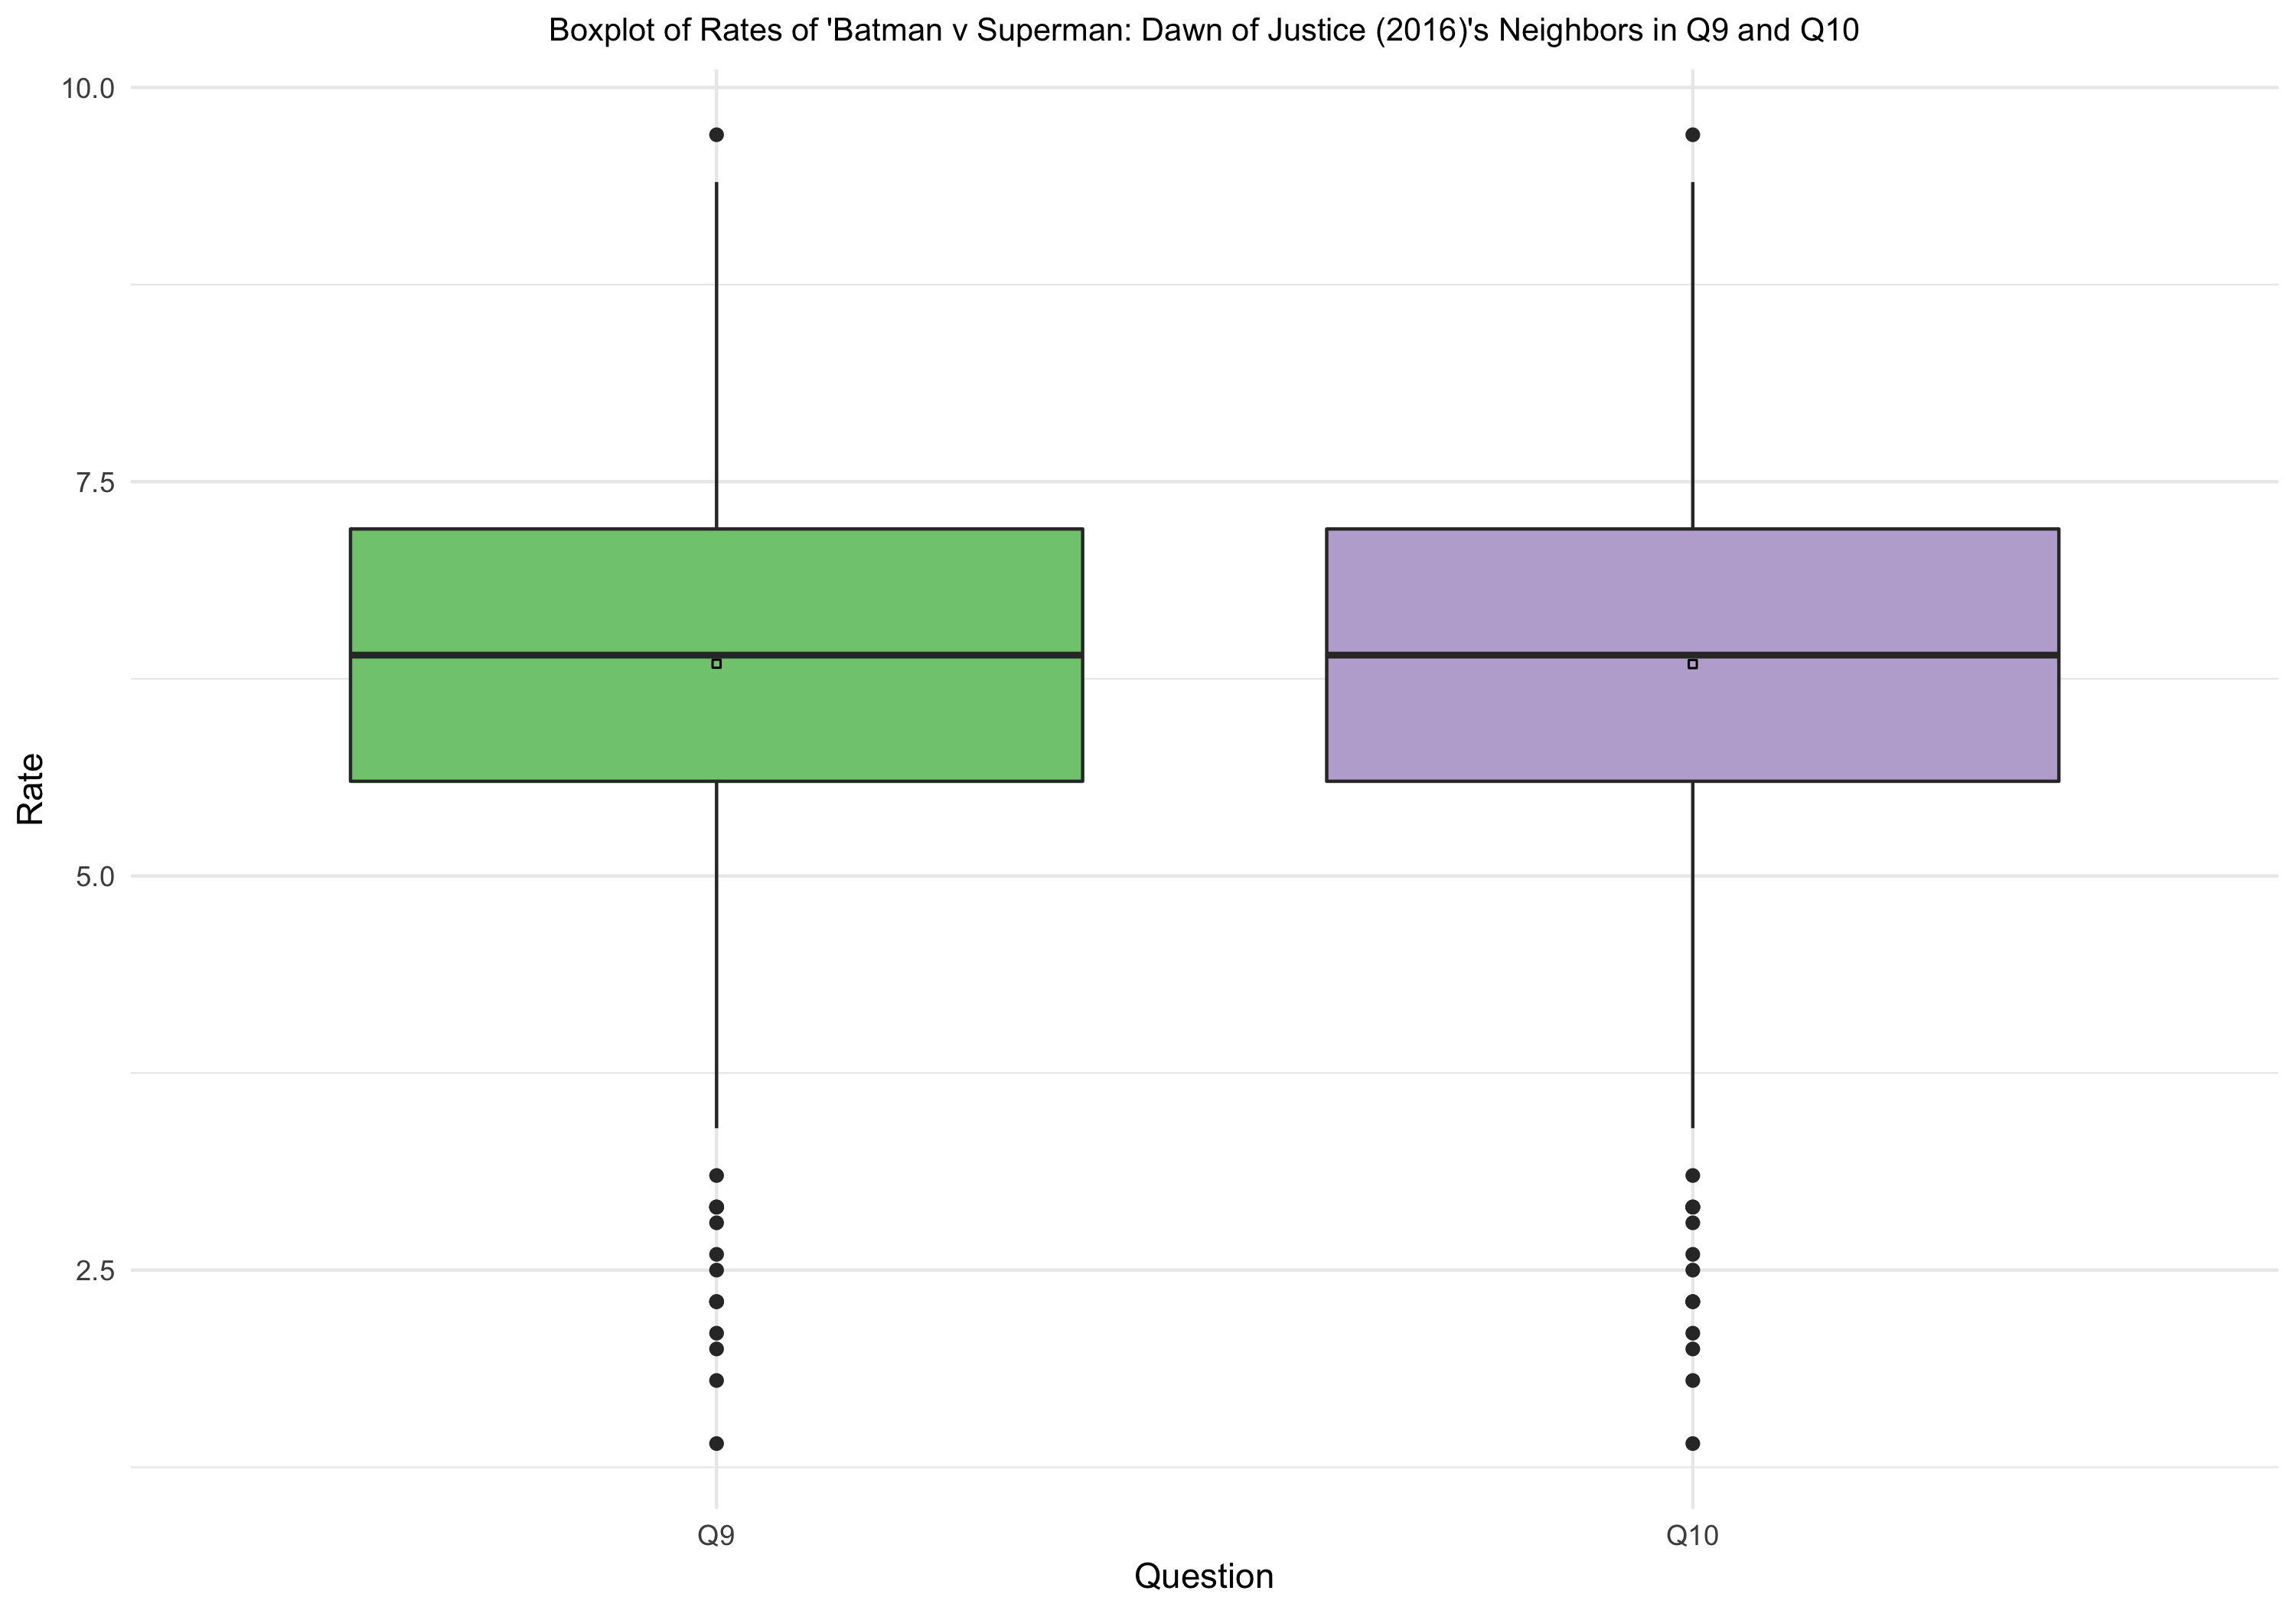 Boxplot of Rates of 'Batman v Superman: Dawn of Justice (2016)'s Neighbors in Q9 and Q10
10.0
7.5
5.0
2.5
Rate
Q9
Q10
Question